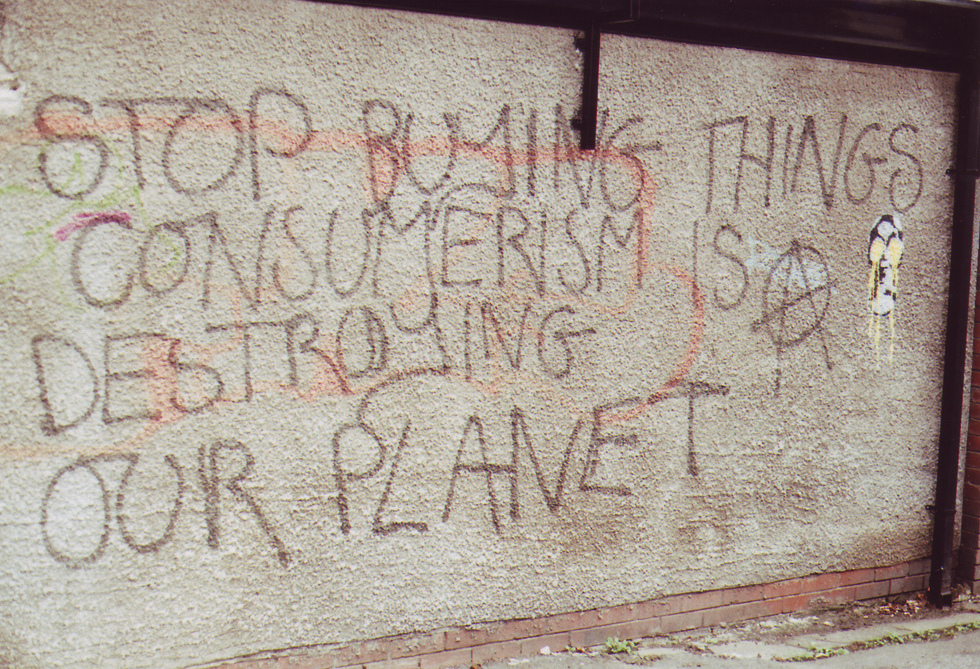 STOP BUYING THINGS
CONSUMERISM IS
DESTROYING
OUR PLANET